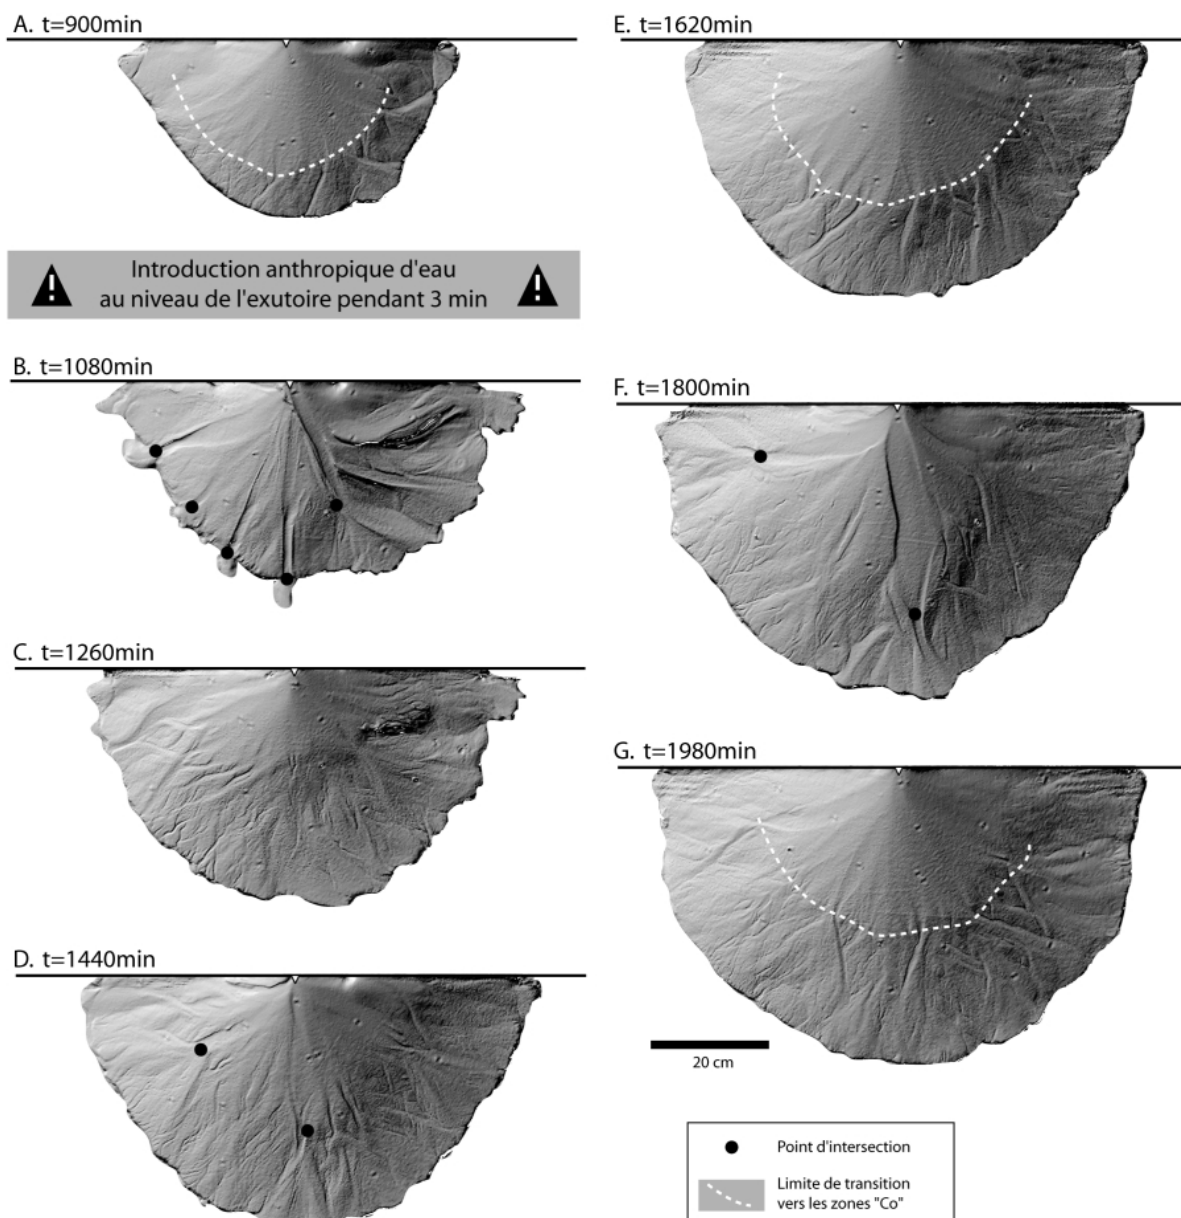 A. t=900min
Introduction anthropique d'eau
au niveau de l'exutoire pendant 3 min
B. t=1080min
C. t=1260min
D. t=1440min
E. t=1620min
F. t=1800min
G. t=1980min
20 cm
Point d'intersection
Limite de transition
vers les zones "Co"